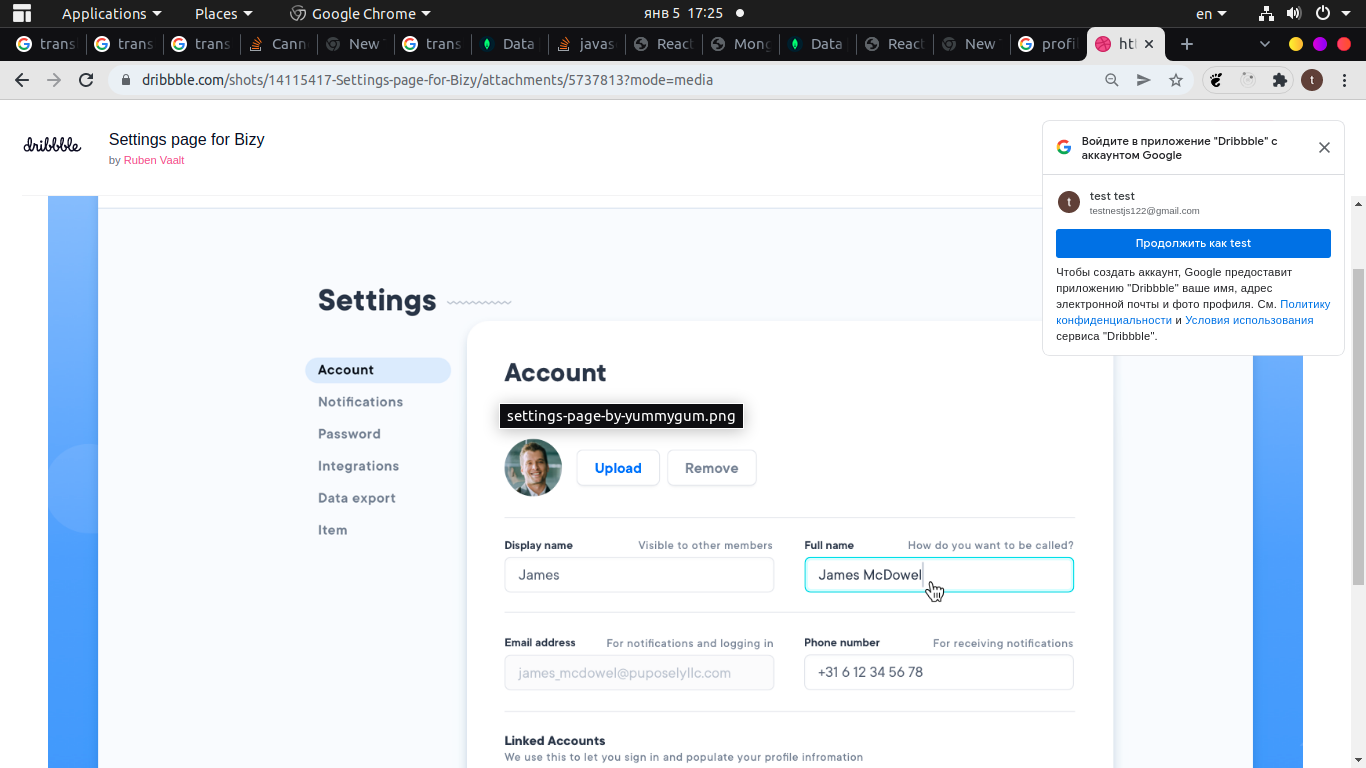 Applications Places Google Chrome янв 5 17:25 en
trans trans trans Cann New trans Data javas React Mong Data React New profil ht
dribbble.com/shots/14115417-Settings-page-for-Bizy/attachments/5737813?mode=media t
dribbble
Settings page for Bizy
by Ruben Vaalt
Войдите в приложение "Dribbble" с
аккаунтом Google
t
test test
testnestjs122@gmail.com
Продолжить как test
Чтобы создать аккаунт, Google предоставит
приложению "Dribbble" ваше имя, адрес
электронной почты и фото профиля. См. Политику
конфиденциальности и Условия использования
сервиса "Dribbble".
Settings
Account
Notifications
Password
Integrations
Data export
Item
Account
settings-page-by-yummygum.png
Upload Remove
Display name Visible to other members
James
Full name How do you want to be called?
James McDowel
Email address For notifications and logging in
james_mcdowel@puposelyllc.com
Phone number For receiving notifications
+31 6 12 34 56 78
Linked Accounts
We use this to let you sign in and populate your profile infromation